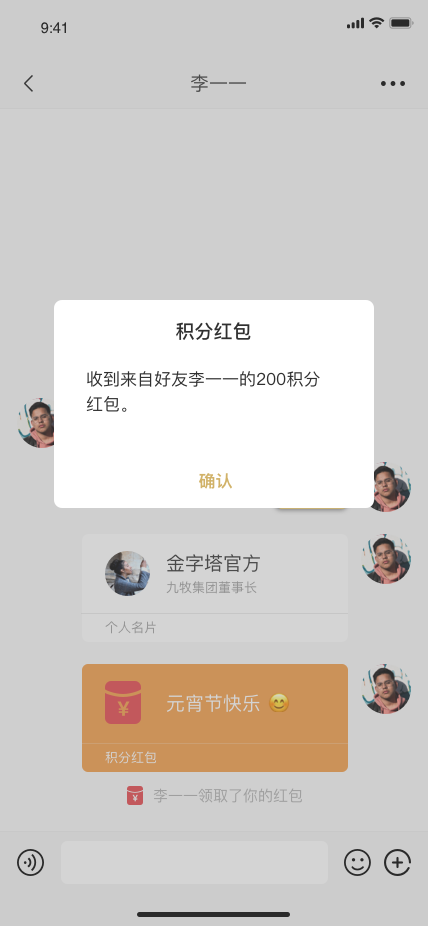 9:41
李一一
积分红包
收到来自好友李一一的200积分
红包。
确认
金字塔官方
九牧集团董事长
个人名片
¥
元宵节快乐 😊
积分红包
¥ 李一一领取了你的红包